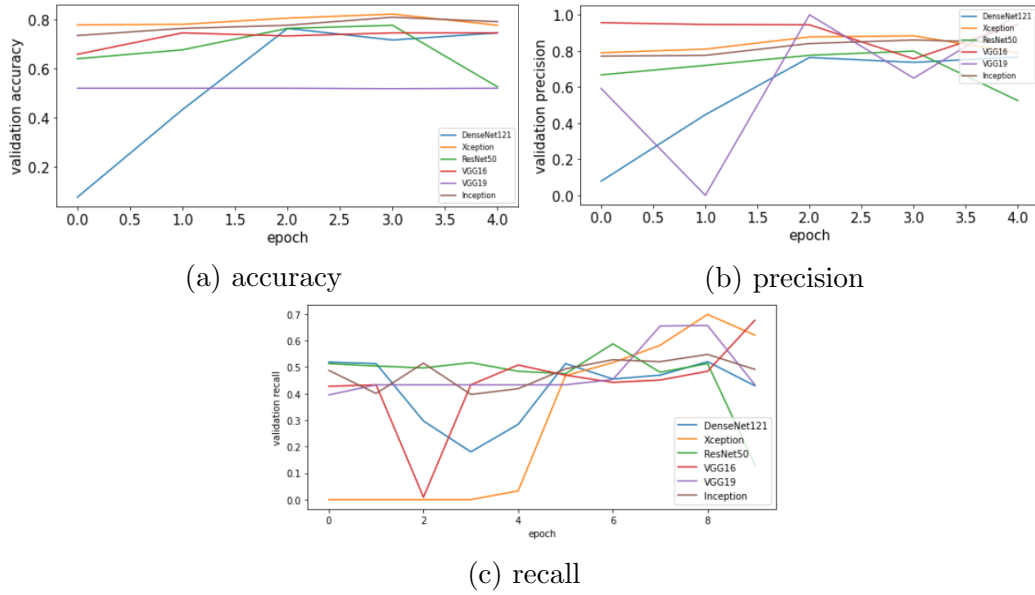 validation accuracy
0.8
0.6
0.4
0.2
DenseNet121
Xception
ResNet50
VGG16
VGG19
Inception
0.0 0.5 1.0 1.5 2.0 2.5 3.0 3.5 4.0
epoch
(a) accuracy
validation precision
1.0
0.8
0.6
0.4
0.2
0.0
DenseNet121
Xception
ResNet50
VGG16
VGG19
Inception
0.0 0.5 1.0 1.5 2.0 2.5 3.0 3.5 4.0
epoch
(b) precision
validation recall
0.7
0.6
0.5
0.4
0.3
0.2
0.1
0.0
DenseNet121
Xception
ResNet50
VGG16
VGG19
Inception
0 2 4 6 8
epoch
(c) recall